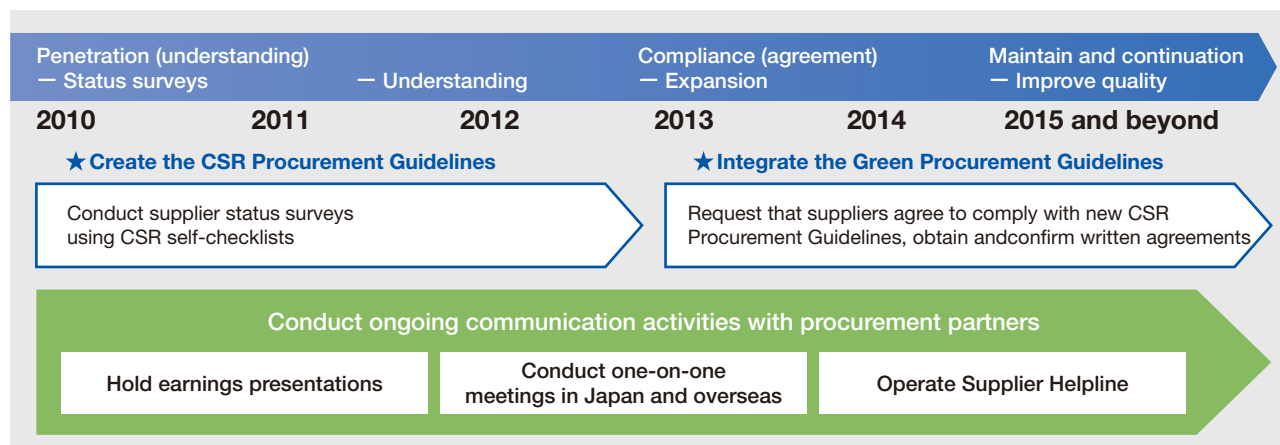 Penetration (understanding)
— Status surveys
— Understanding
Compliance (agreement)
— Expansion
Maintain and continuation
— Improve quality
2010 2011 2012 2013 2014 2015 and beyond
★Create the CSR Procurement Guidelines
★Integrate the Green Procurement Guidelines
Conduct supplier status surveys
using CSR self-checklists
Request that suppliers agree to comply with new CSR
Procurement Guidelines, obtain andconfirm written agreements
Conduct ongoing communication activities with procurement partners
Hold earnings presentations
Conduct one-on-one
meetings in Japan and overseas
Operate Supplier Helpline